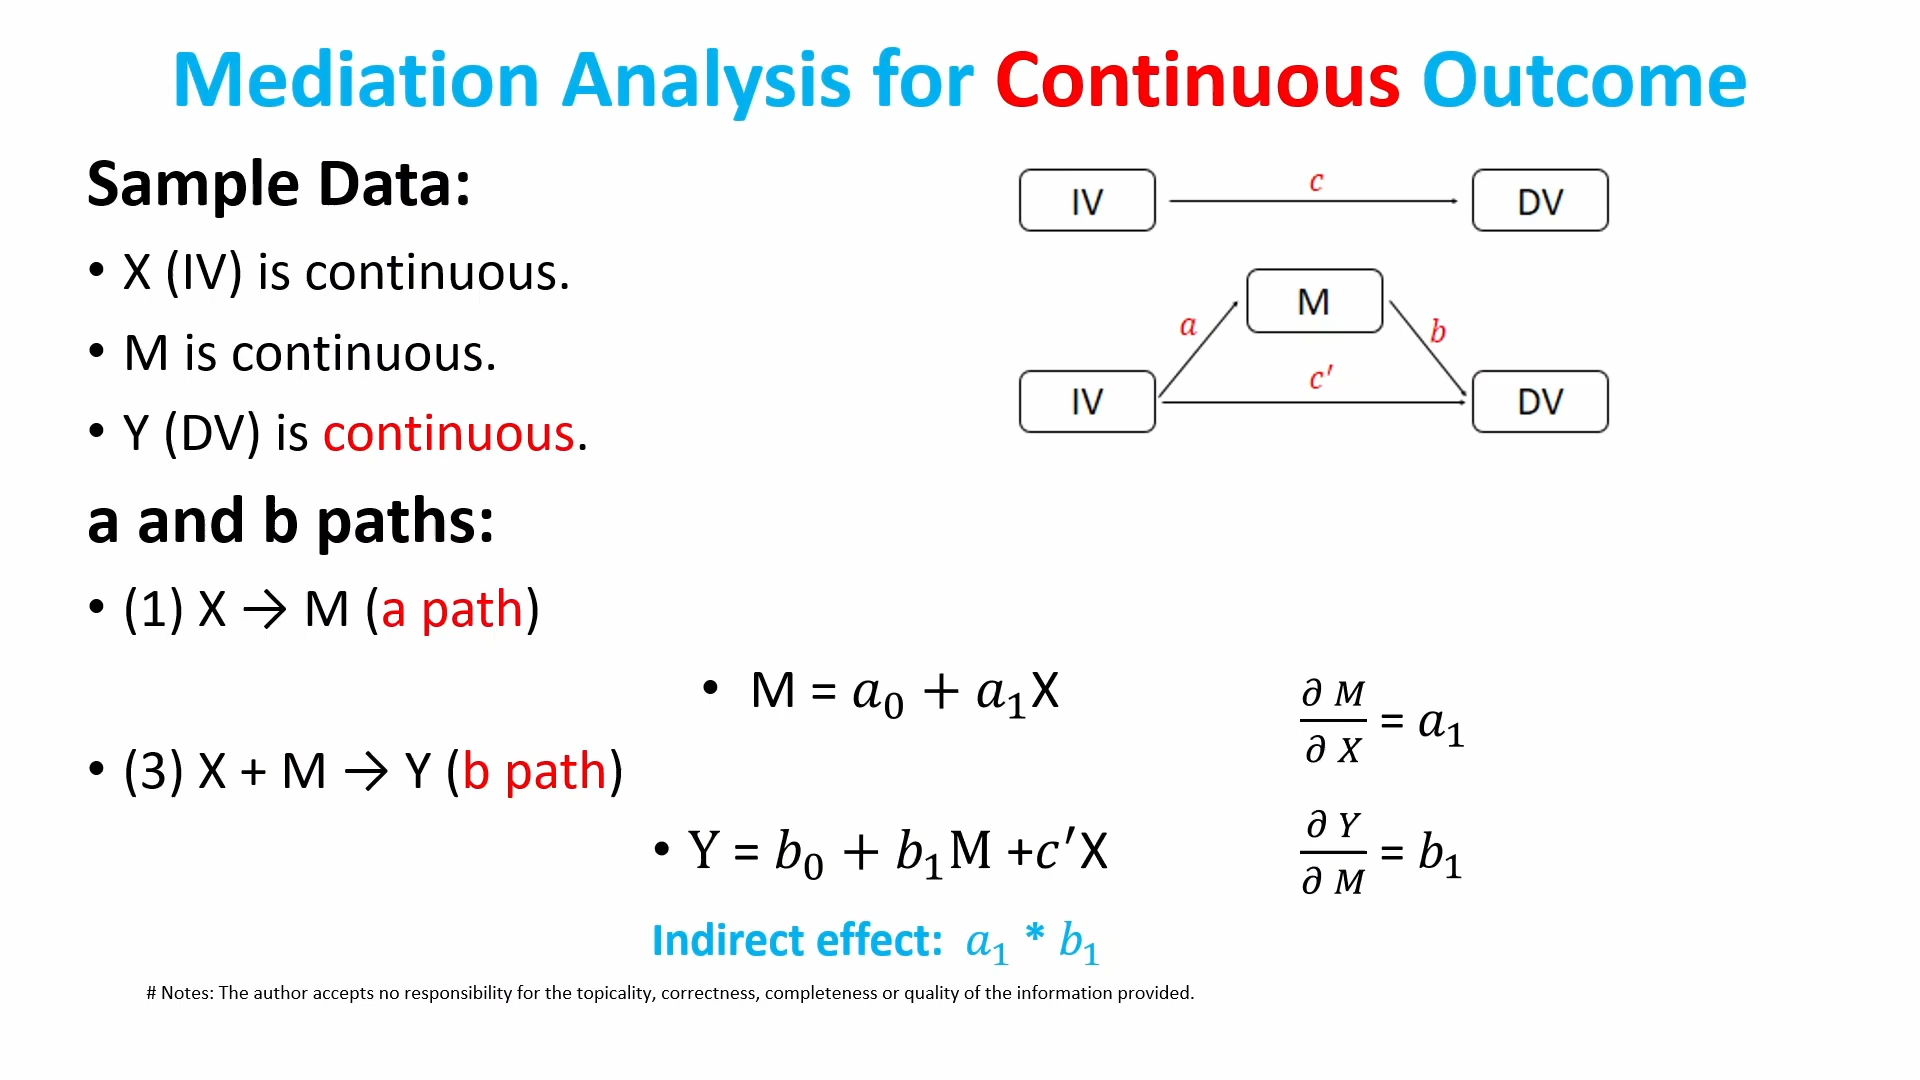 Mediation Analysis for Continuous Outcome
Sample Data:
• X (IV) is continuous.
• M is continuous.
• Y (DV) is continuous.
IV c DV
M
a b
c′
IV DV
a and b paths:
• (1) X → M (a path)
• M = a₀ + a₁X
∂ M / ∂ X = a₁
• (3) X + M → Y (b path)
• Y = b₀ + b₁M +c′X
∂ Y / ∂ M = b₁
Indirect effect: a₁ * b₁
# Notes: The author accepts no responsibility for the topicality, correctness, completeness or quality of the information provided.